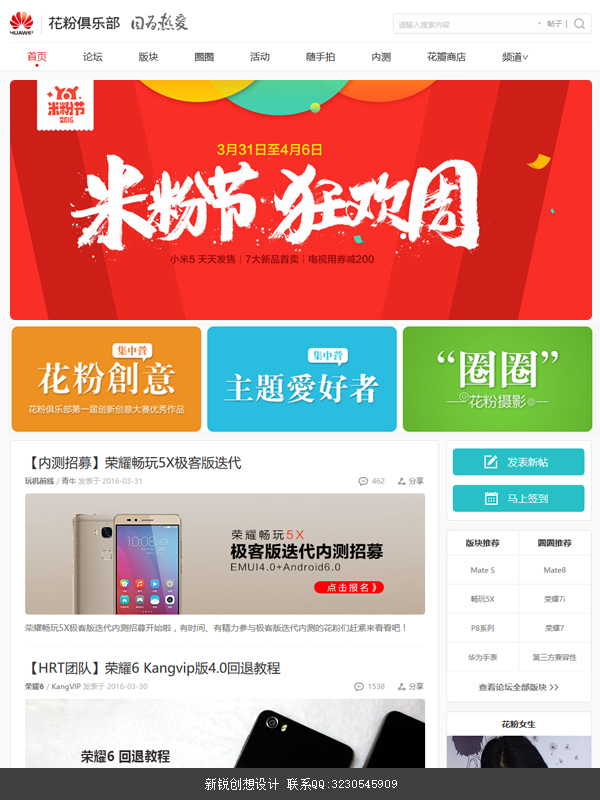 HUAWEI
花粉俱乐部
请输入搜索内容
帖子
首页 论坛 版块 圈圈 活动 随手拍 内测 花瓣商店 频道
米粉节
2016
3月31日至4月6日
米粉节 狂欢周
小米5 天天发售 | 7大新品首卖 | 电视用券减200
集中营
花粉創意
花粉俱乐部第一届创新创意大赛优秀作品
集中营
主題愛好者
“圈圈”
花粉摄影
【内测招募】荣耀畅玩5X极客版迭代
玩机前线 / 青牛 发表于 2016-03-31
462 分享
荣耀畅玩5X
极客版迭代内测招募
EMUI4.0+Android6.0
点击报名》
荣耀畅玩5X极客版迭代内测招募开始啦，有时间、有精力参与极客版迭代内测的花粉们赶紧来看看吧！
【HRT团队】荣耀6 Kangvip版4.0回退教程
荣耀6 / KangVIP 发表于 2016-03-30
1538 分享
荣耀6 回退教程
发表新帖
马上签到
版块推荐 圆圆推荐
Mate S Mate8
畅玩5X 荣耀7i
P8系列 荣耀7
华为手表 第三方兼容性
查看论坛全部版块 >>
花粉女生
新锐创想设计 联系QQ:3230545909